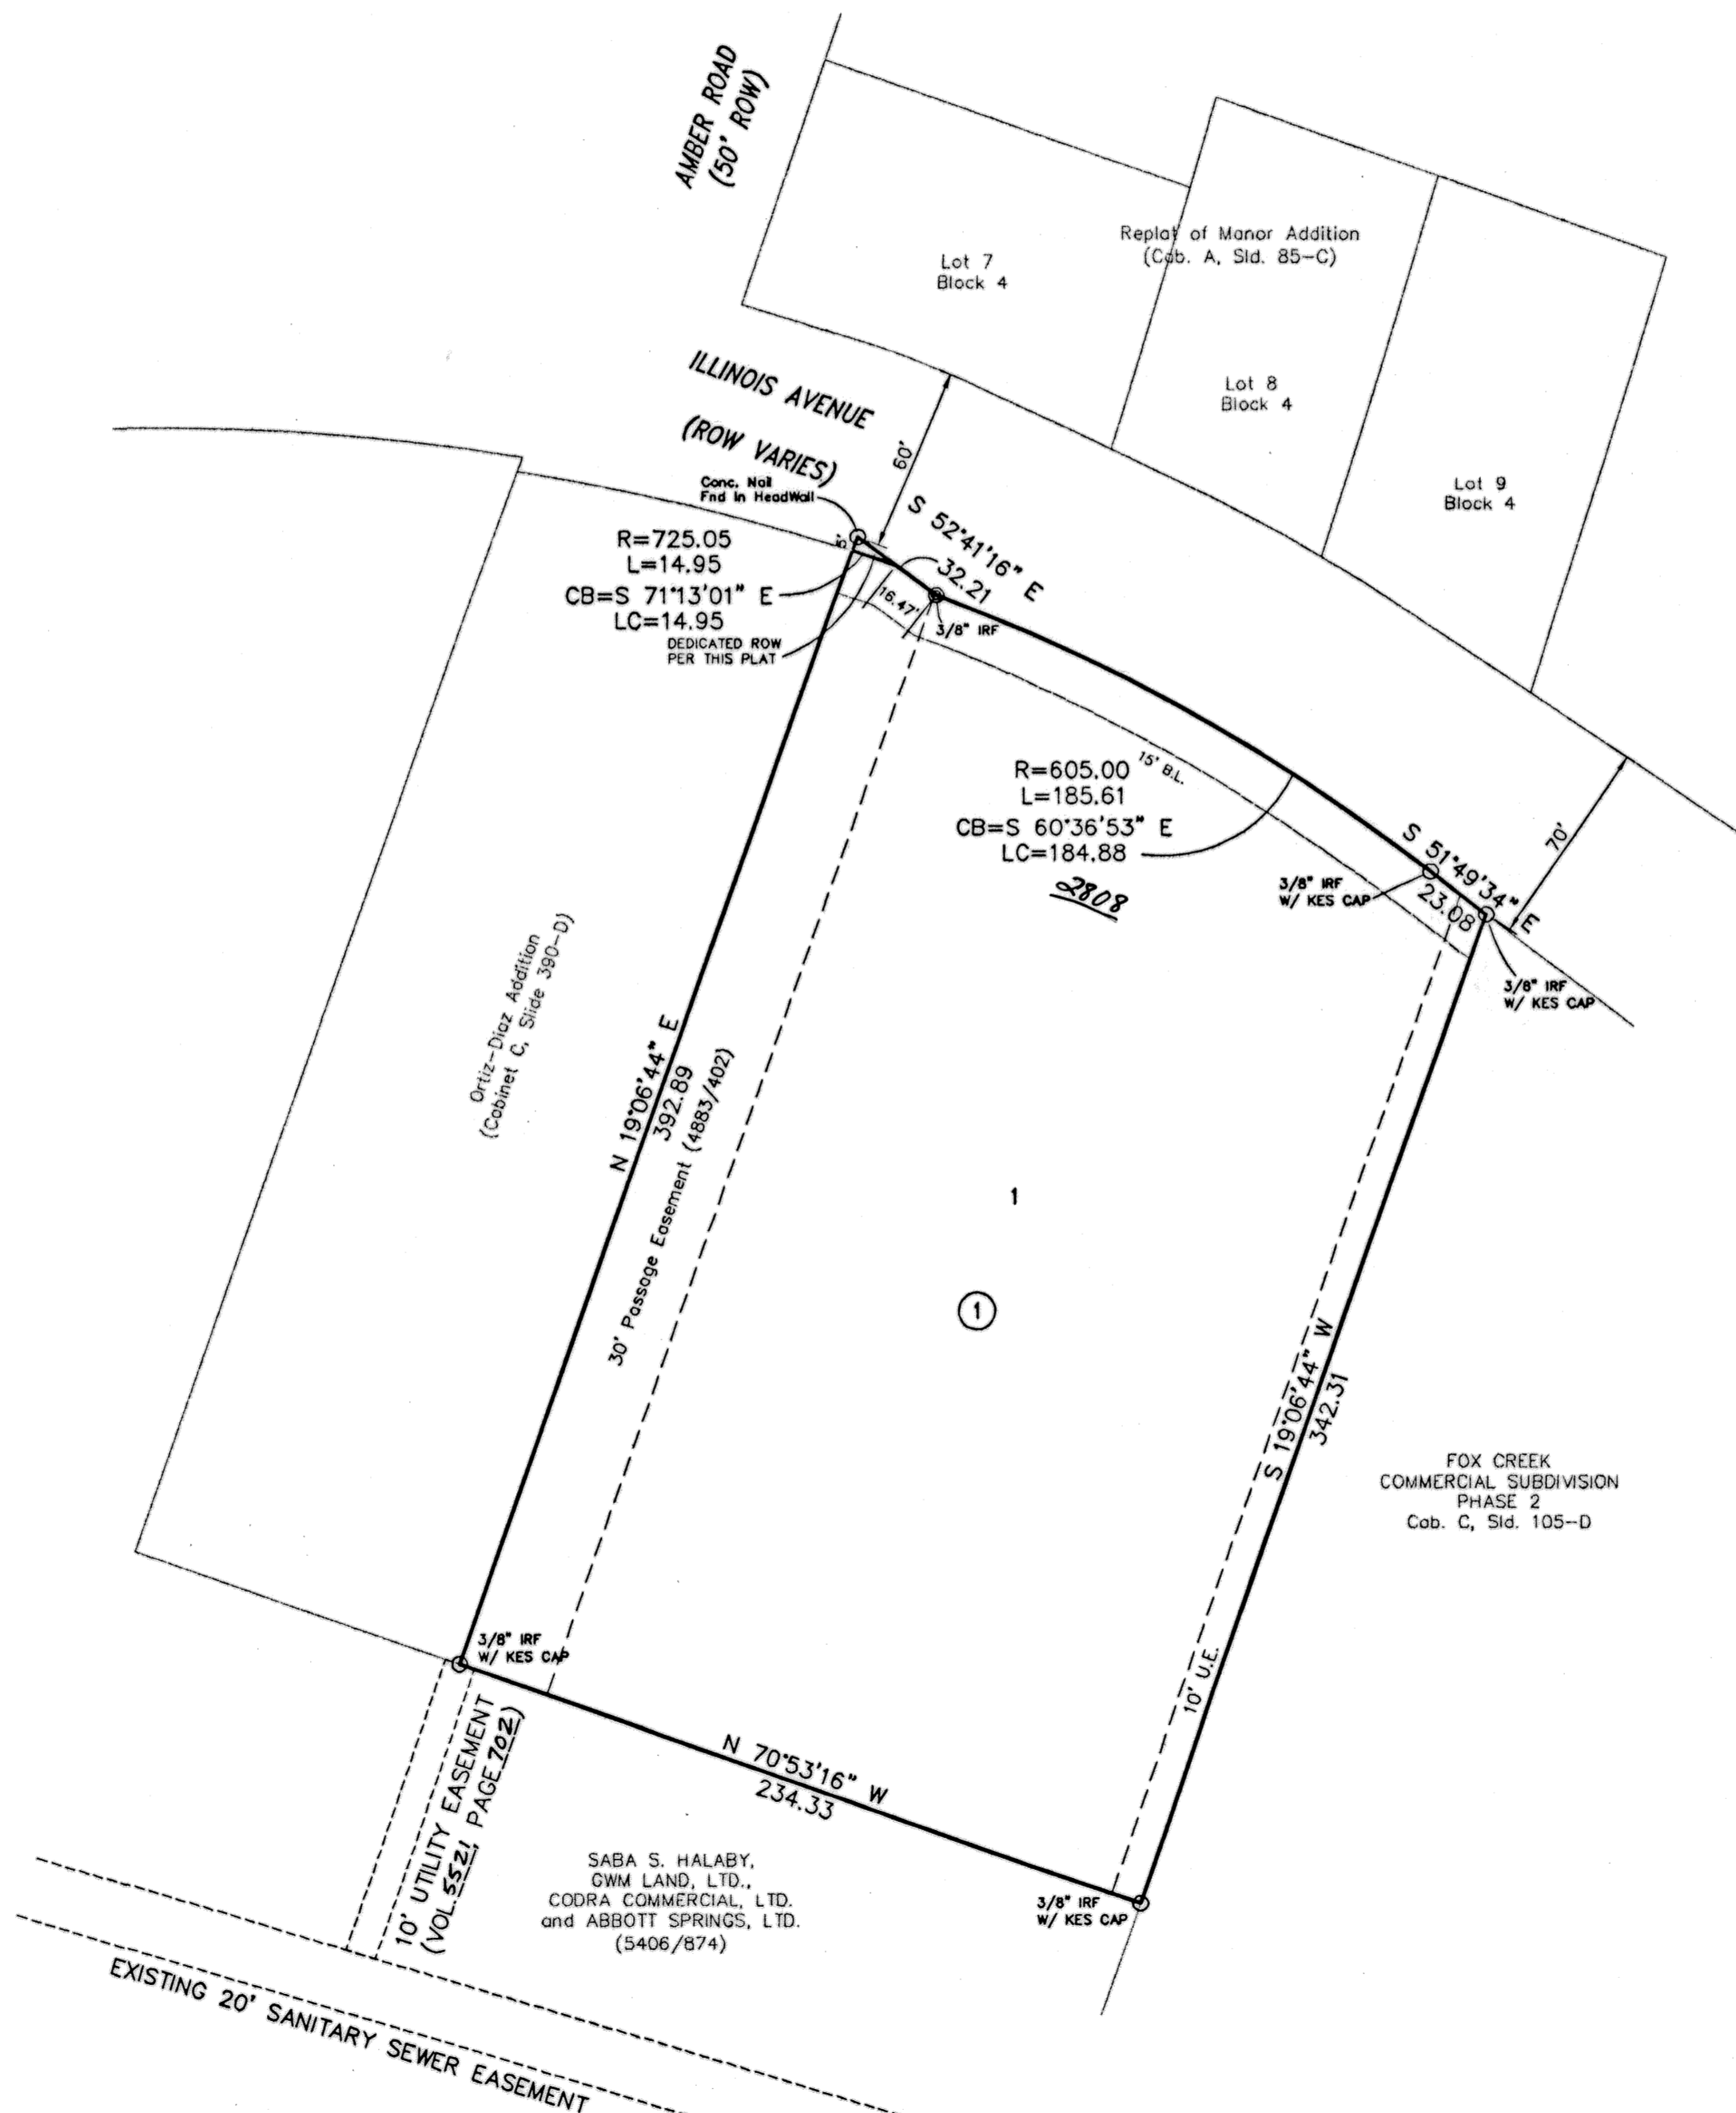 AMBER ROAD
(50' ROW)
Replat of Manor Addition
(Cab. A, Sld. 85-C)
Lot 7
Block 4
Lot 8
Block 4
Lot 9
Block 4
ILLINOIS AVENUE
(ROW VARIES)
60'
Conc. Nail
Fnd in HeadWall
5'
S 52°41'16" E
32.21
R=725.05
L=14.95
CB=S 71°13'01" E
LC=14.95
16.47'
3/8" IRF
DEDICATED ROW
PER THIS PLAT
15' B.L.
R=605.00
L=185.61
CB=S 60°36'53" E
LC=184.88
2808
S 51°49'34" E
23.08
70'
3/8" IRF
W/ KES CAP
3/8" IRF
W/ KES CAP
Ortiz-Diaz Addition
(Cabinet C, Slide 390-D)
N 19°06'44" E
392.89
30' Passage Easement (4883/402)
1
1
S 19°06'44" W
342.31
FOX CREEK
COMMERCIAL SUBDIVISION
PHASE 2
Cab. C, Sld. 105-D
10' U.E.
3/8" IRF
W/ KES CAP
N 70°53'16" W
234.33
10' UTILITY EASEMENT
(VOL.5521, PAGE702)
SABA S. HALABY,
GWM LAND, LTD.,
CODRA COMMERCIAL, LTD.
and ABBOTT SPRINGS, LTD.
(5406/874)
3/8" IRF
W/ KES CAP
EXISTING 20' SANITARY SEWER EASEMENT